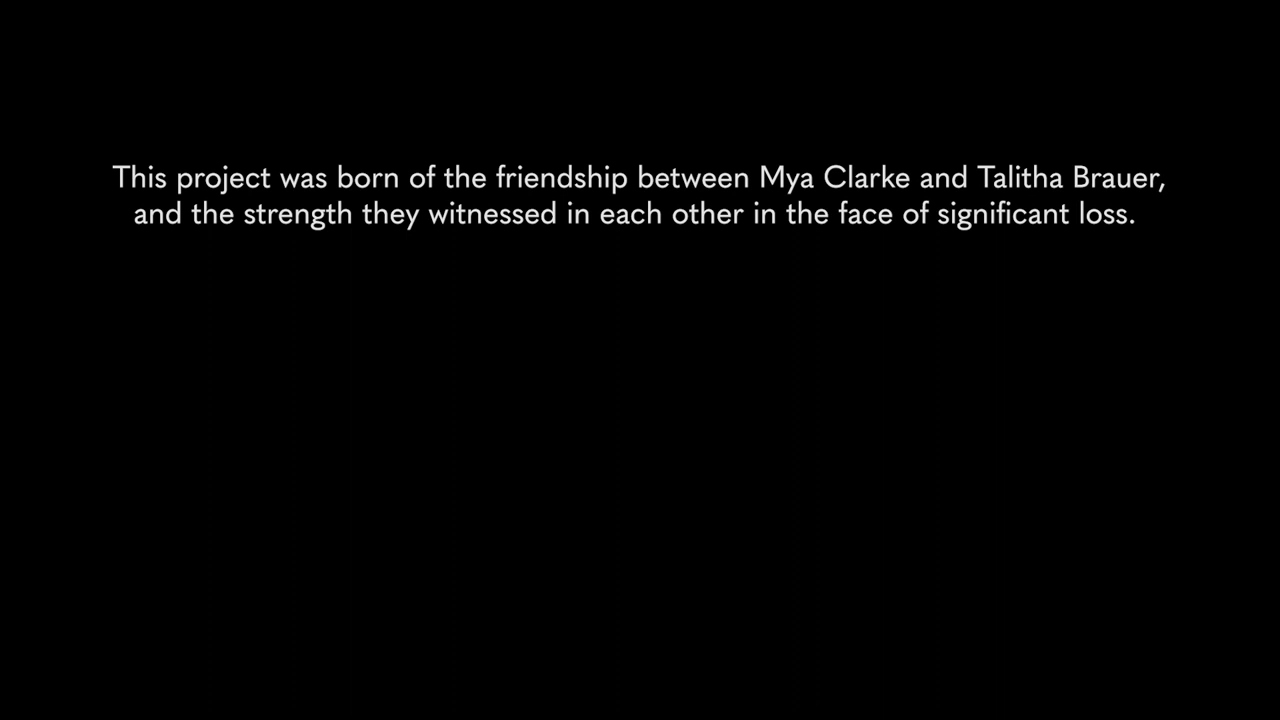 This project was born of the friendship between Mya Clarke and Talitha Brauer,
and the strength they witnessed in each other in the face of significant loss.